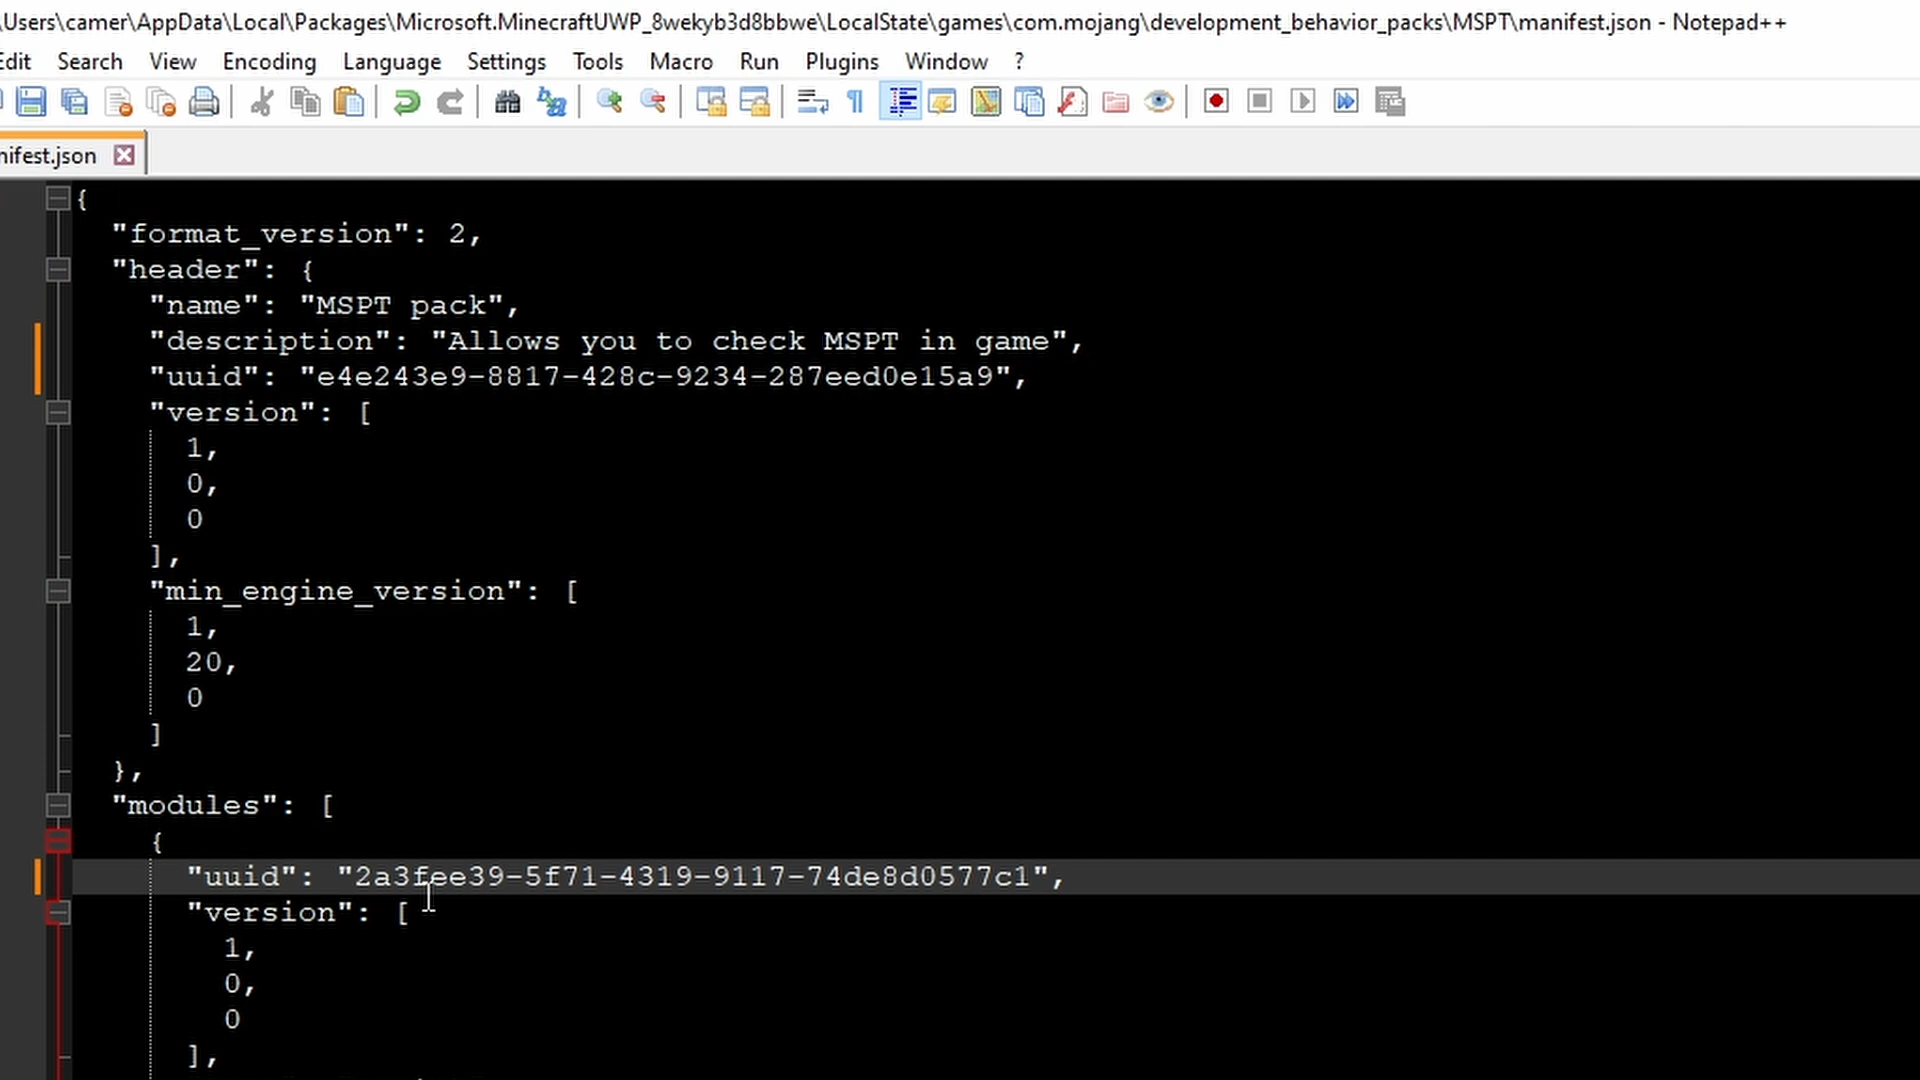 \Users\camer\AppData\Local\Packages\Microsoft.MinecraftUWP_8wekyb3d8bbwe\LocalState\games\com.mojang\development_behavior_packs\MSPT\manifest.json - Notepad++
Edit Search View Encoding Language Settings Tools Macro Run Plugins Window ?
nifest.json
{
"format_version": 2,
"header": {
"name": "MSPT pack",
"description": "Allows you to check MSPT in game",
"uuid": "e4e243e9-8817-428c-9234-287eed0e15a9",
"version": [
1,
0,
0
],
"min_engine_version": [
1,
20,
0
]
},
"modules": [
{
"uuid": "2a3fee39-5f71-4319-9117-74de8d0577c1",
"version": [
1,
0,
0
],